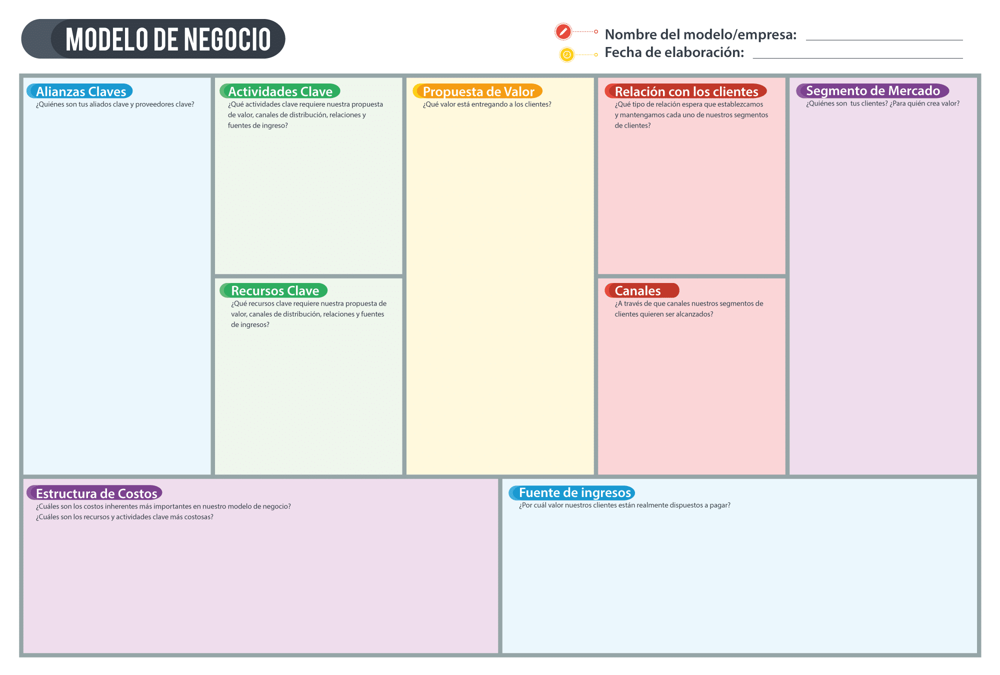 MODELO DE NEGOCIO
Nombre del modelo/empresa:
Fecha de elaboración:
Alianzas Claves
¿Quiénes son tus aliados clave y proveedores clave?
Actividades Clave
¿Qué actividades clave requiere nuestra propuesta
de valor, canales de distribución, relaciones y
fuentes de ingreso?
Recursos Clave
¿Qué recursos clave requiere nuestra propuesta de
valor, canales de distribución, relaciones y fuentes
de ingresos?
Propuesta de Valor
¿Qué valor está entregando a los clientes?
Relación con los clientes
¿Qué tipo de relación espera que establezcamos
y mantengamos cada uno de nuestros segmentos
de clientes?
Canales
¿A través de que canales nuestros segmentos de
clientes quieren ser alcanzados?
Segmento de Mercado
¿Quiénes son tus clientes? ¿Para quién crea valor?
Estructura de Costos
¿Cuáles son los costos inherentes más importantes en nuestro modelo de negocio?
¿Cuáles son los recursos y actividades clave más costosas?
Fuente de ingresos
¿Por cuál valor nuestros clientes están realmente dispuestos a pagar?